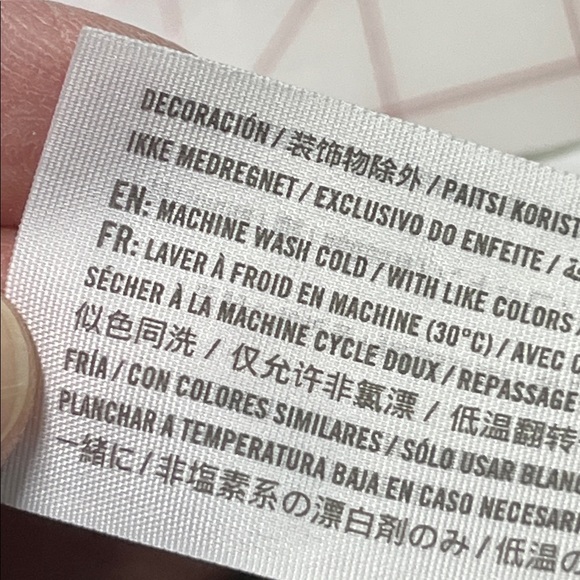 DECORACIÓN / 装饰物除外 / PAITSI KORIST
IKKE MEDREGNET / EXCLUSIVO DO ENFEITE /
EN: MACHINE WASH COLD / WITH LIKE COLORS
FR: LAVER À FROID EN MACHINE (30°C) / AVEC C
SÉCHER À LA MACHINE CYCLE DOUX / REPASSAGE
似色同洗 / 仅允许非氯漂 / 低温翻转
FRÍA / CON COLORES SIMILARES / SÓLO USAR BLANQ
PLANCHAR A TEMPERATURA BAJA EN CASO NECESAR
一緒に / 非塩素系の漂白剤のみ / 低温の